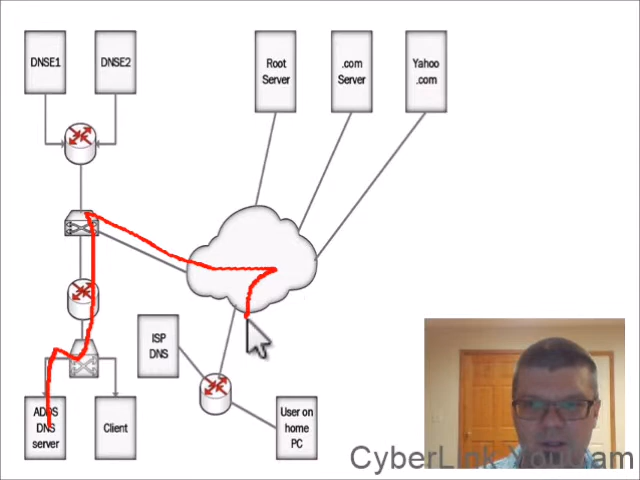 DNSE1
DNSE2
Root
Server
.com
Server
Yahoo
.com
ISP
DNS
ADDS
DNS
server
Client
User on
home
PC
CyberLink YouCam